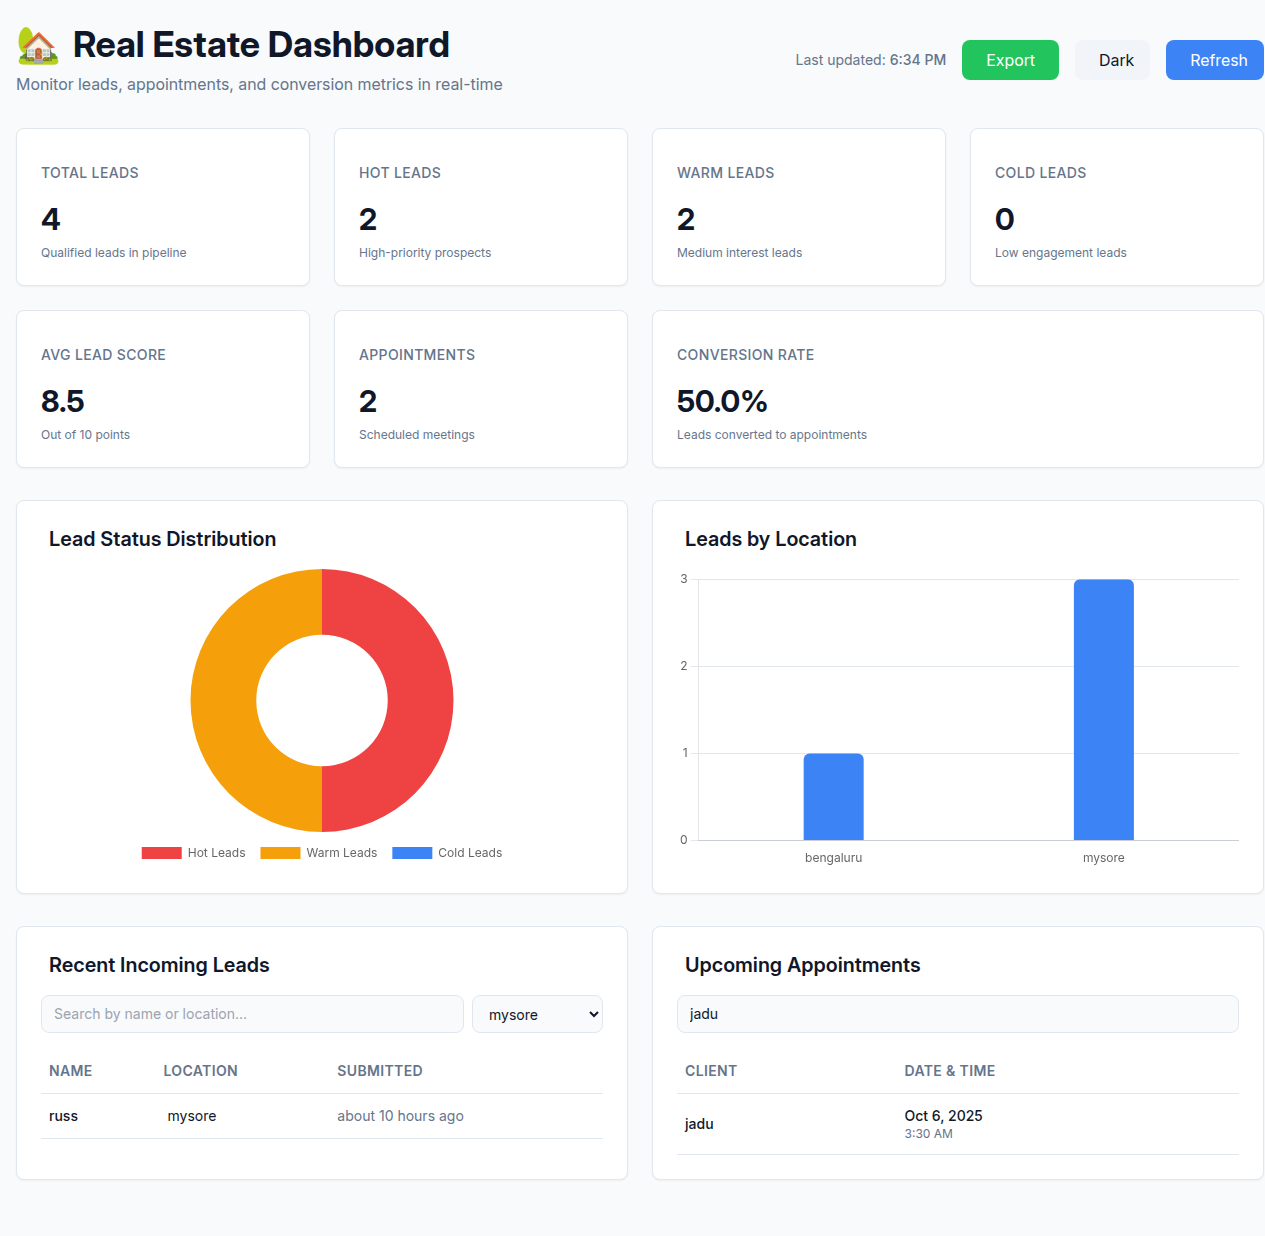 Real Estate Dashboard
Monitor leads, appointments, and conversion metrics in real-time
Last updated: 6:34 PM
Export
Dark
Refresh
TOTAL LEADS
4
Qualified leads in pipeline
HOT LEADS
2
High-priority prospects
WARM LEADS
2
Medium interest leads
COLD LEADS
0
Low engagement leads
AVG LEAD SCORE
8.5
Out of 10 points
APPOINTMENTS
2
Scheduled meetings
CONVERSION RATE
50.0%
Leads converted to appointments
Lead Status Distribution
Hot Leads
Warm Leads
Cold Leads
Leads by Location
3
2
1
0
bengaluru
mysore
Recent Incoming Leads
Search by name or location...
mysore
NAME LOCATION SUBMITTED
russ mysore about 10 hours ago
Upcoming Appointments
jadu
CLIENT DATE & TIME
jadu Oct 6, 2025
3:30 AM